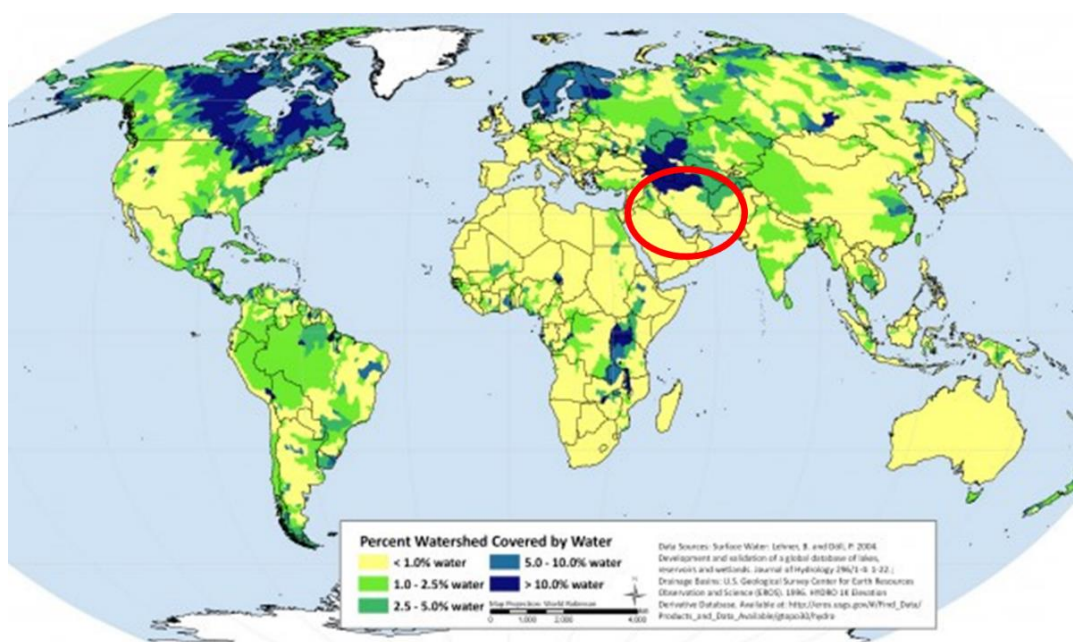 Percent Watershed Covered by Water
< 1.0% water
1.0 - 2.5% water
2.5 - 5.0% water
5.0 - 10.0% water
> 10.0% water
Map Projection: World Robinson
0 1,000 2,000 4,000
N
Data Sources: Surface Water: Lehner, B. and Döll, P. 2004.
Development and validation of a global database of lakes,
reservoirs and wetlands. Journal of Hydrology 296/1-4: 1-22.;
Drainage Basins: U.S. Geological Survey Center for Earth Resources
Observation and Science (EROS). 1996. HYDRO 1K Elevation
Derivative Database. Available at: http://eros.usgs.gov/#/Find_Data/
Products_and_Data_Available/gtopo30/hydro